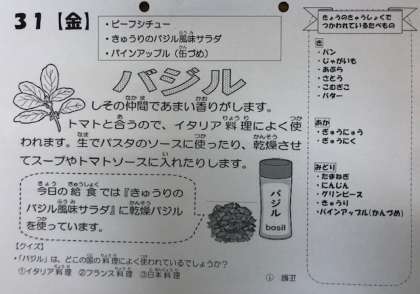 31【金】
・ビーフシチュー
・きゅうりのバジル風味サラダ
・パインアップル(缶づめ)
バジル
しその仲間であまい香りがします。
トマトと合うので、イタリア料理によく使
われます。生でパスタのソースに使ったり、乾燥させ
てスープやトマトソースに入れたりします。
今日の給食では『きゅうりの
バジル風味サラダ』に乾燥バジル
を使っています。
バジル
basil
【クイズ】
・「バジル」は、どこの国の料理によく使われているでしょうか?
①イタリア料理 ②フランス料理 ③日本料理
きょうのきゅうしょくで
つかわれているたべもの
き
・パン
・じゃがいも
・あぶら
・さとう
・こむぎこ
・バター
あか
・ぎゅうにゅう
・ぎゅうにく
みどり
・たまねぎ
・にんじん
・グリンピース
・きゅうり
・パインアップル(かんづめ)